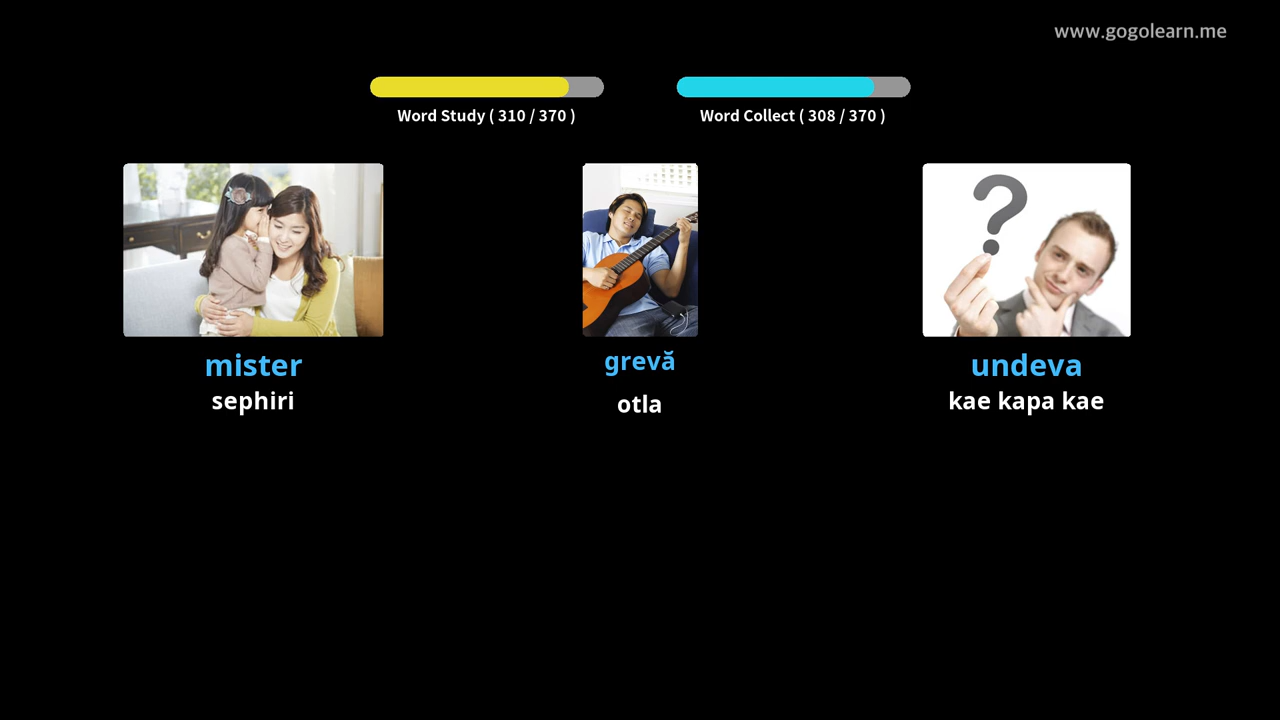 www.gogolearn.me
Word Study ( 310 / 370 )
Word Collect ( 308 / 370 )
mister
sephiri
grevă
otla
undeva
kae kapa kae